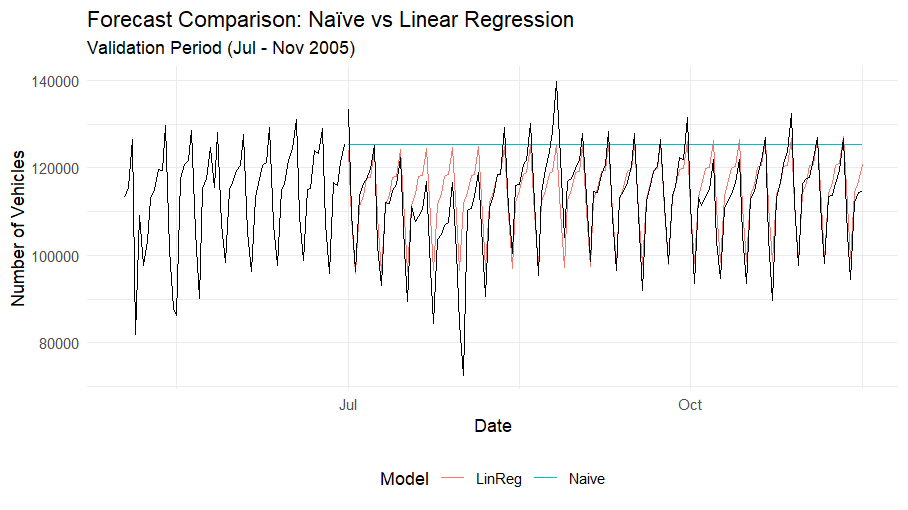 Forecast Comparison: Naïve vs Linear Regression
Validation Period (Jul - Nov 2005)
140000
120000
100000
80000
Number of Vehicles
Jul
Oct
Date
Model
LinReg
Naive